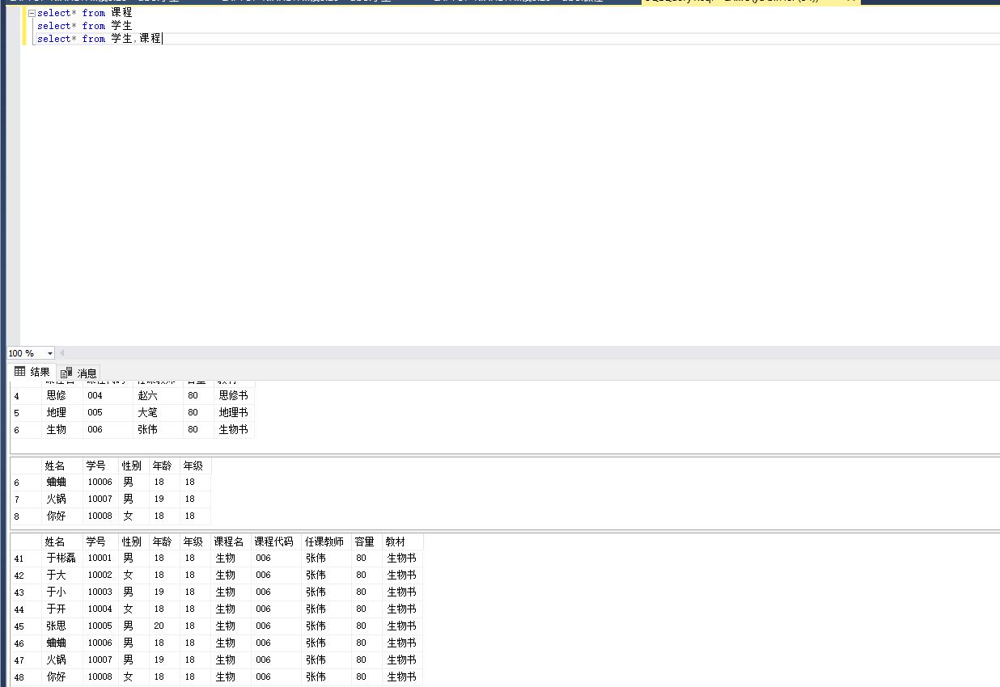 select* from 课程
select* from 学生
select* from 学生,课程
100 %
结果 消息
4 思修 004 赵六 80 思修书
5 地理 005 大笔 80 地理书
6 生物 006 张伟 80 生物书
姓名 学号 性别 年龄 年级
6 蛐蛐 10006 男 18 18
7 火锅 10007 男 19 18
8 你好 10008 女 18 18
姓名 学号 性别 年龄 年级 课程名 课程代码 任课教师 容量 教材
41 于彬磊 10001 男 18 18 生物 006 张伟 80 生物书
42 于大 10002 女 18 18 生物 006 张伟 80 生物书
43 于小 10003 男 19 18 生物 006 张伟 80 生物书
44 于开 10004 女 18 18 生物 006 张伟 80 生物书
45 张思 10005 男 20 18 生物 006 张伟 80 生物书
46 蛐蛐 10006 男 18 18 生物 006 张伟 80 生物书
47 火锅 10007 男 19 18 生物 006 张伟 80 生物书
48 你好 10008 女 18 18 生物 006 张伟 80 生物书